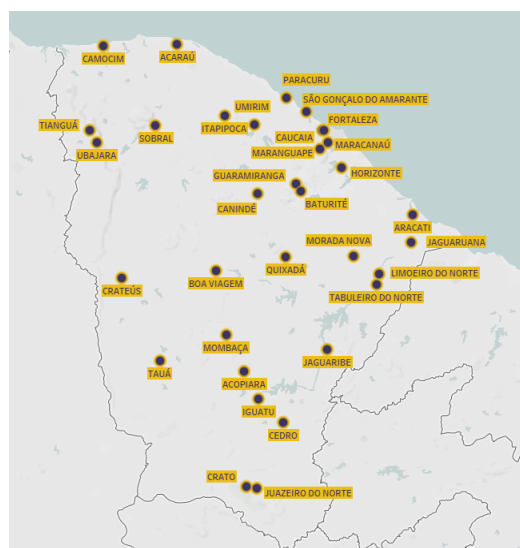 CAMOCIM
ACARAÚ
PARACURU
SÃO GONÇALO DO AMARANTE
UMIRIM
FORTALEZA
TIANGUÁ
ITAPIPOCA
SOBRAL
CAUCAIA
MARACANAÚ
UBAJARA
MARANGUAPE
HORIZONTE
GUARAMIRANGA
BATURITÉ
CANINDÉ
ARACATI
MORADA NOVA
JAGUARUANA
QUIXADÁ
LIMOEIRO DO NORTE
BOA VIAGEM
CRATEÚS
TABULEIRO DO NORTE
MOMBAÇA
JAGUARIBE
TAUÁ
ACOPIARA
IGUATU
CEDRO
CRATO
JUAZEIRO DO NORTE